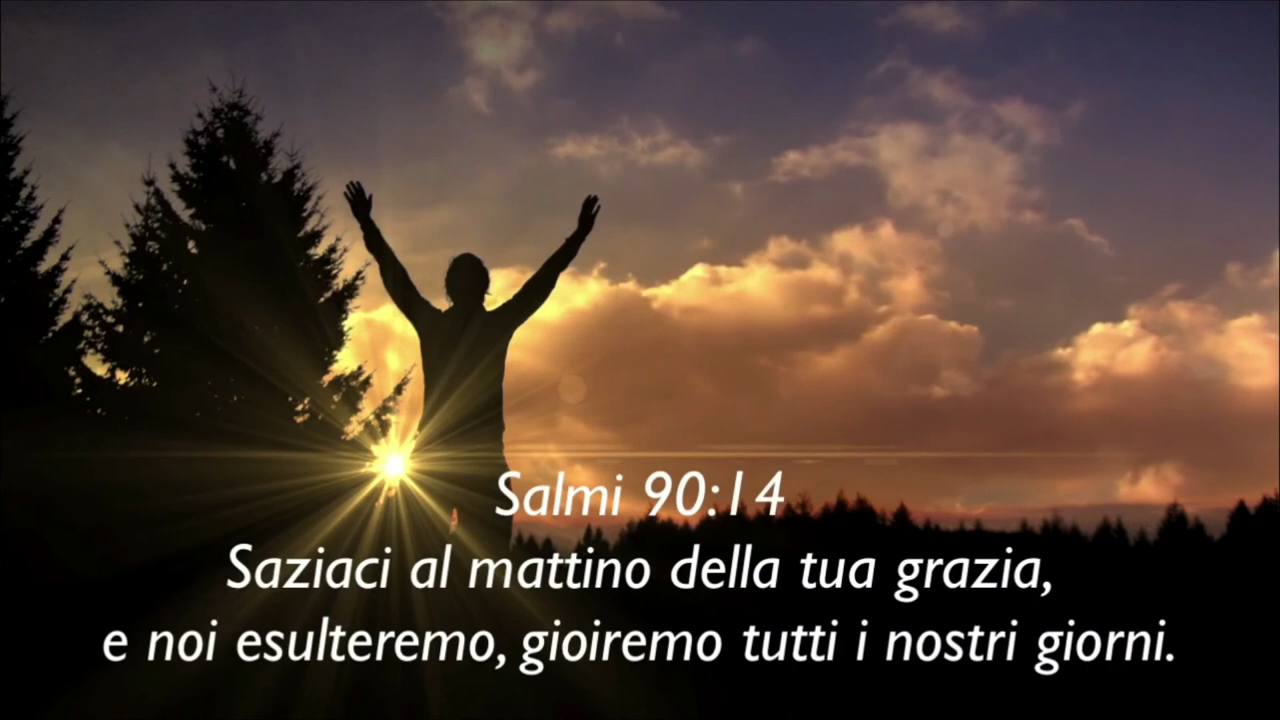 Salmi 90:14
Saziaci al mattino della tua grazia,
e noi esulteremo, gioiremo tutti i nostri giorni.